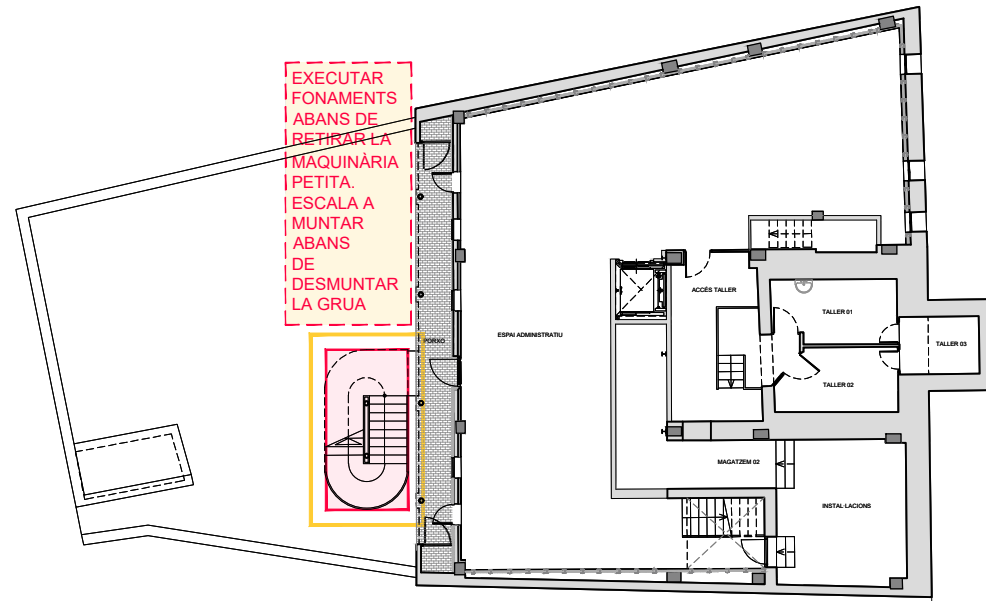 EXECUTAR
FONAMENTS
ABANS DE
RETIRAR LA
MAQUINÀRIA
PETITA.
ESCALA A
MUNTAR
ABANS
DE
DESMUNTAR
LA GRUA
PORXO
ESPAI ADMINISTRATIU
ACCÉS TALLER
TALLER 01
TALLER 03
TALLER 02
MAGATZEM 02
INSTAL·LACIONS